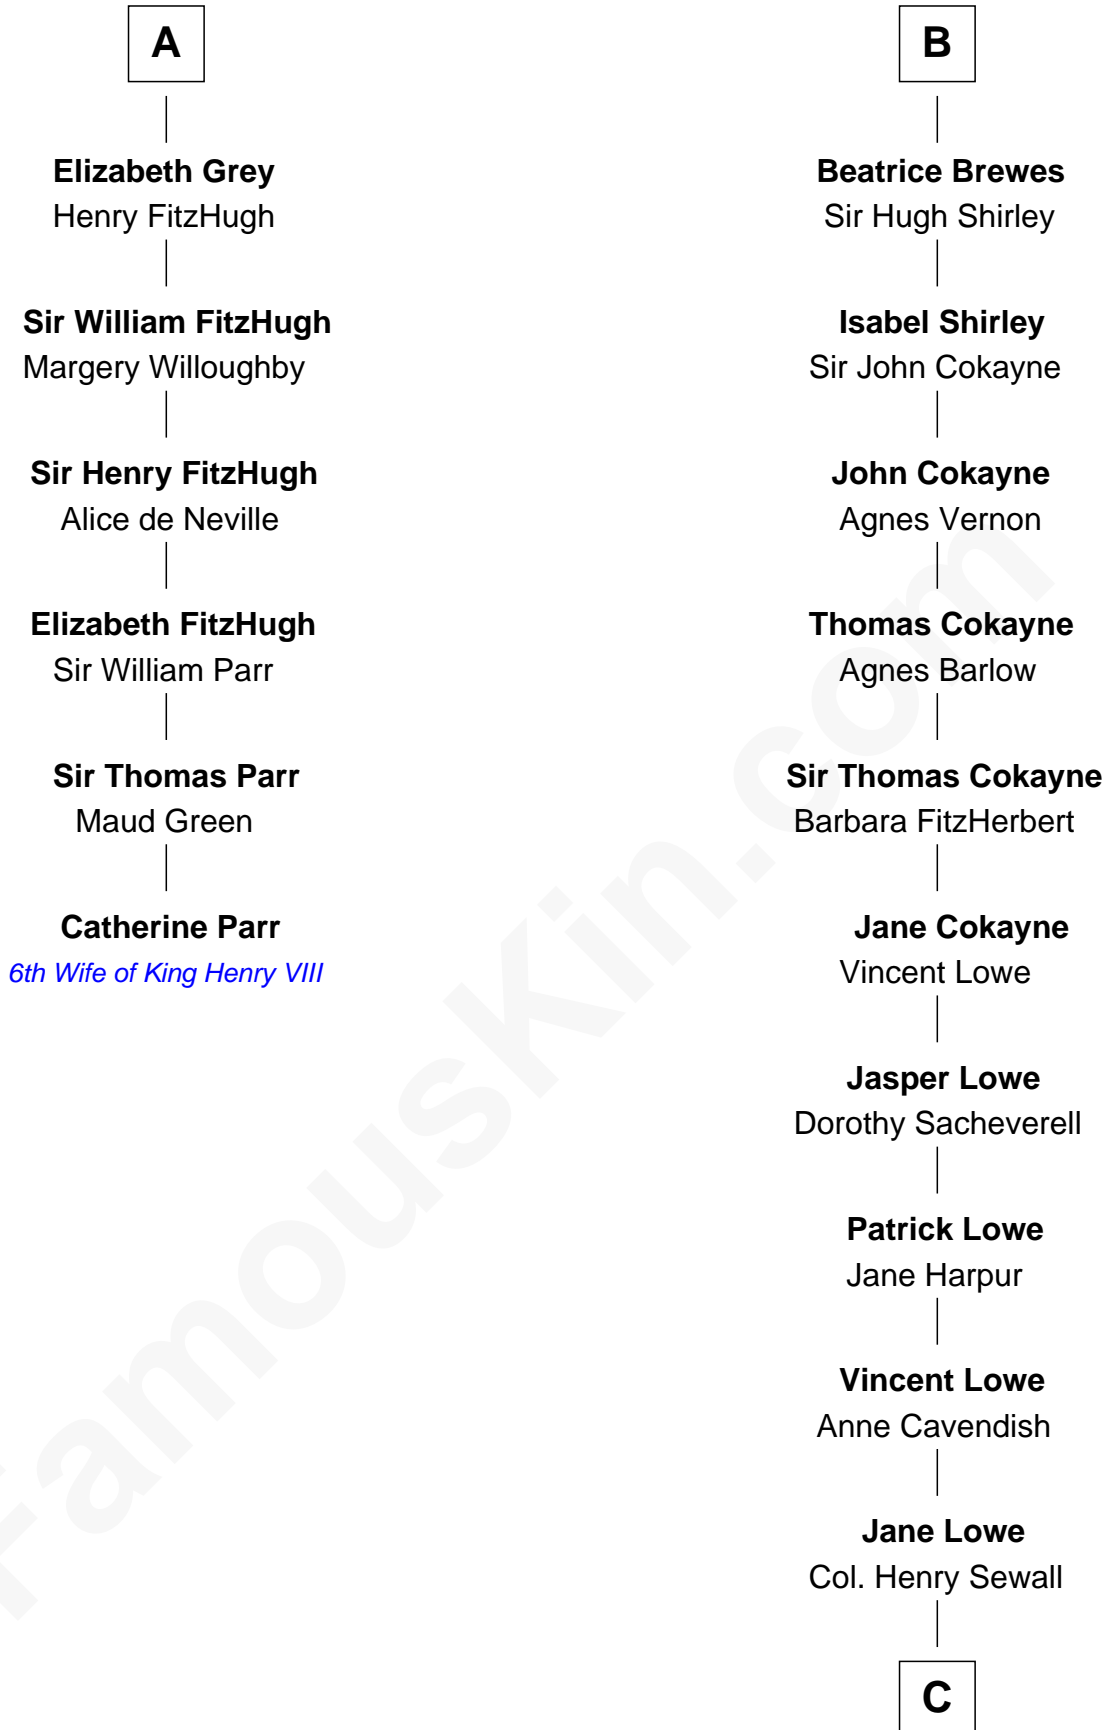 A
Elizabeth Grey
Henry FitzHugh
Sir William FitzHugh
Margery Willoughby
Sir Henry FitzHugh
Alice de Neville
Elizabeth FitzHugh
Sir William Parr
Sir Thomas Parr
Maud Green
Catherine Parr
6th Wife of King Henry VIII
B
Beatrice Brewes
Sir Hugh Shirley
Isabel Shirley
Sir John Cokayne
John Cokayne
Agnes Vernon
Thomas Cokayne
Agnes Barlow
Sir Thomas Cokayne
Barbara FitzHerbert
Jane Cokayne
Vincent Lowe
Jasper Lowe
Dorothy Sacheverell
Patrick Lowe
Jane Harpur
Vincent Lowe
Anne Cavendish
Jane Lowe
Col. Henry Sewall
C
FamousKin.com